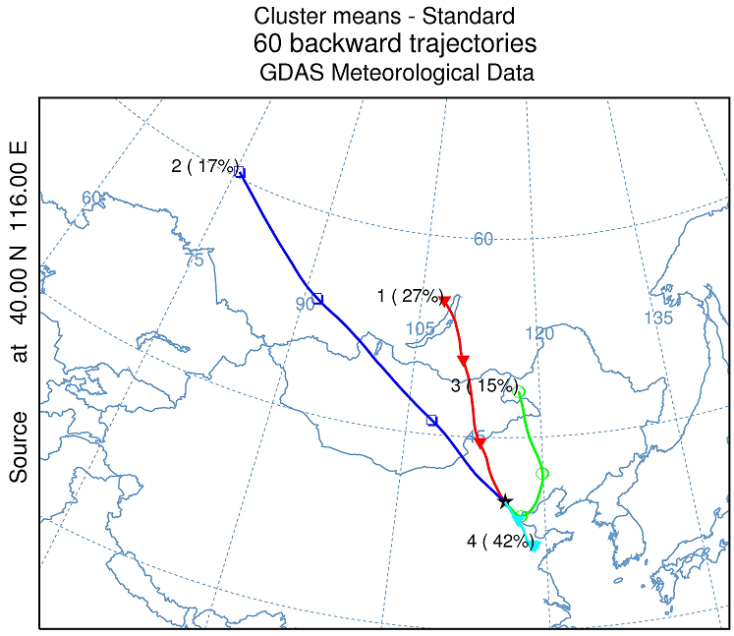 Cluster means - Standard
60 backward trajectories
GDAS Meteorological Data
Source at 40.00 N 116.00 E
2 ( 17%)
60
75
60
1 ( 27%)
90
105
120
135
3 ( 15%)
45
4 ( 42%)